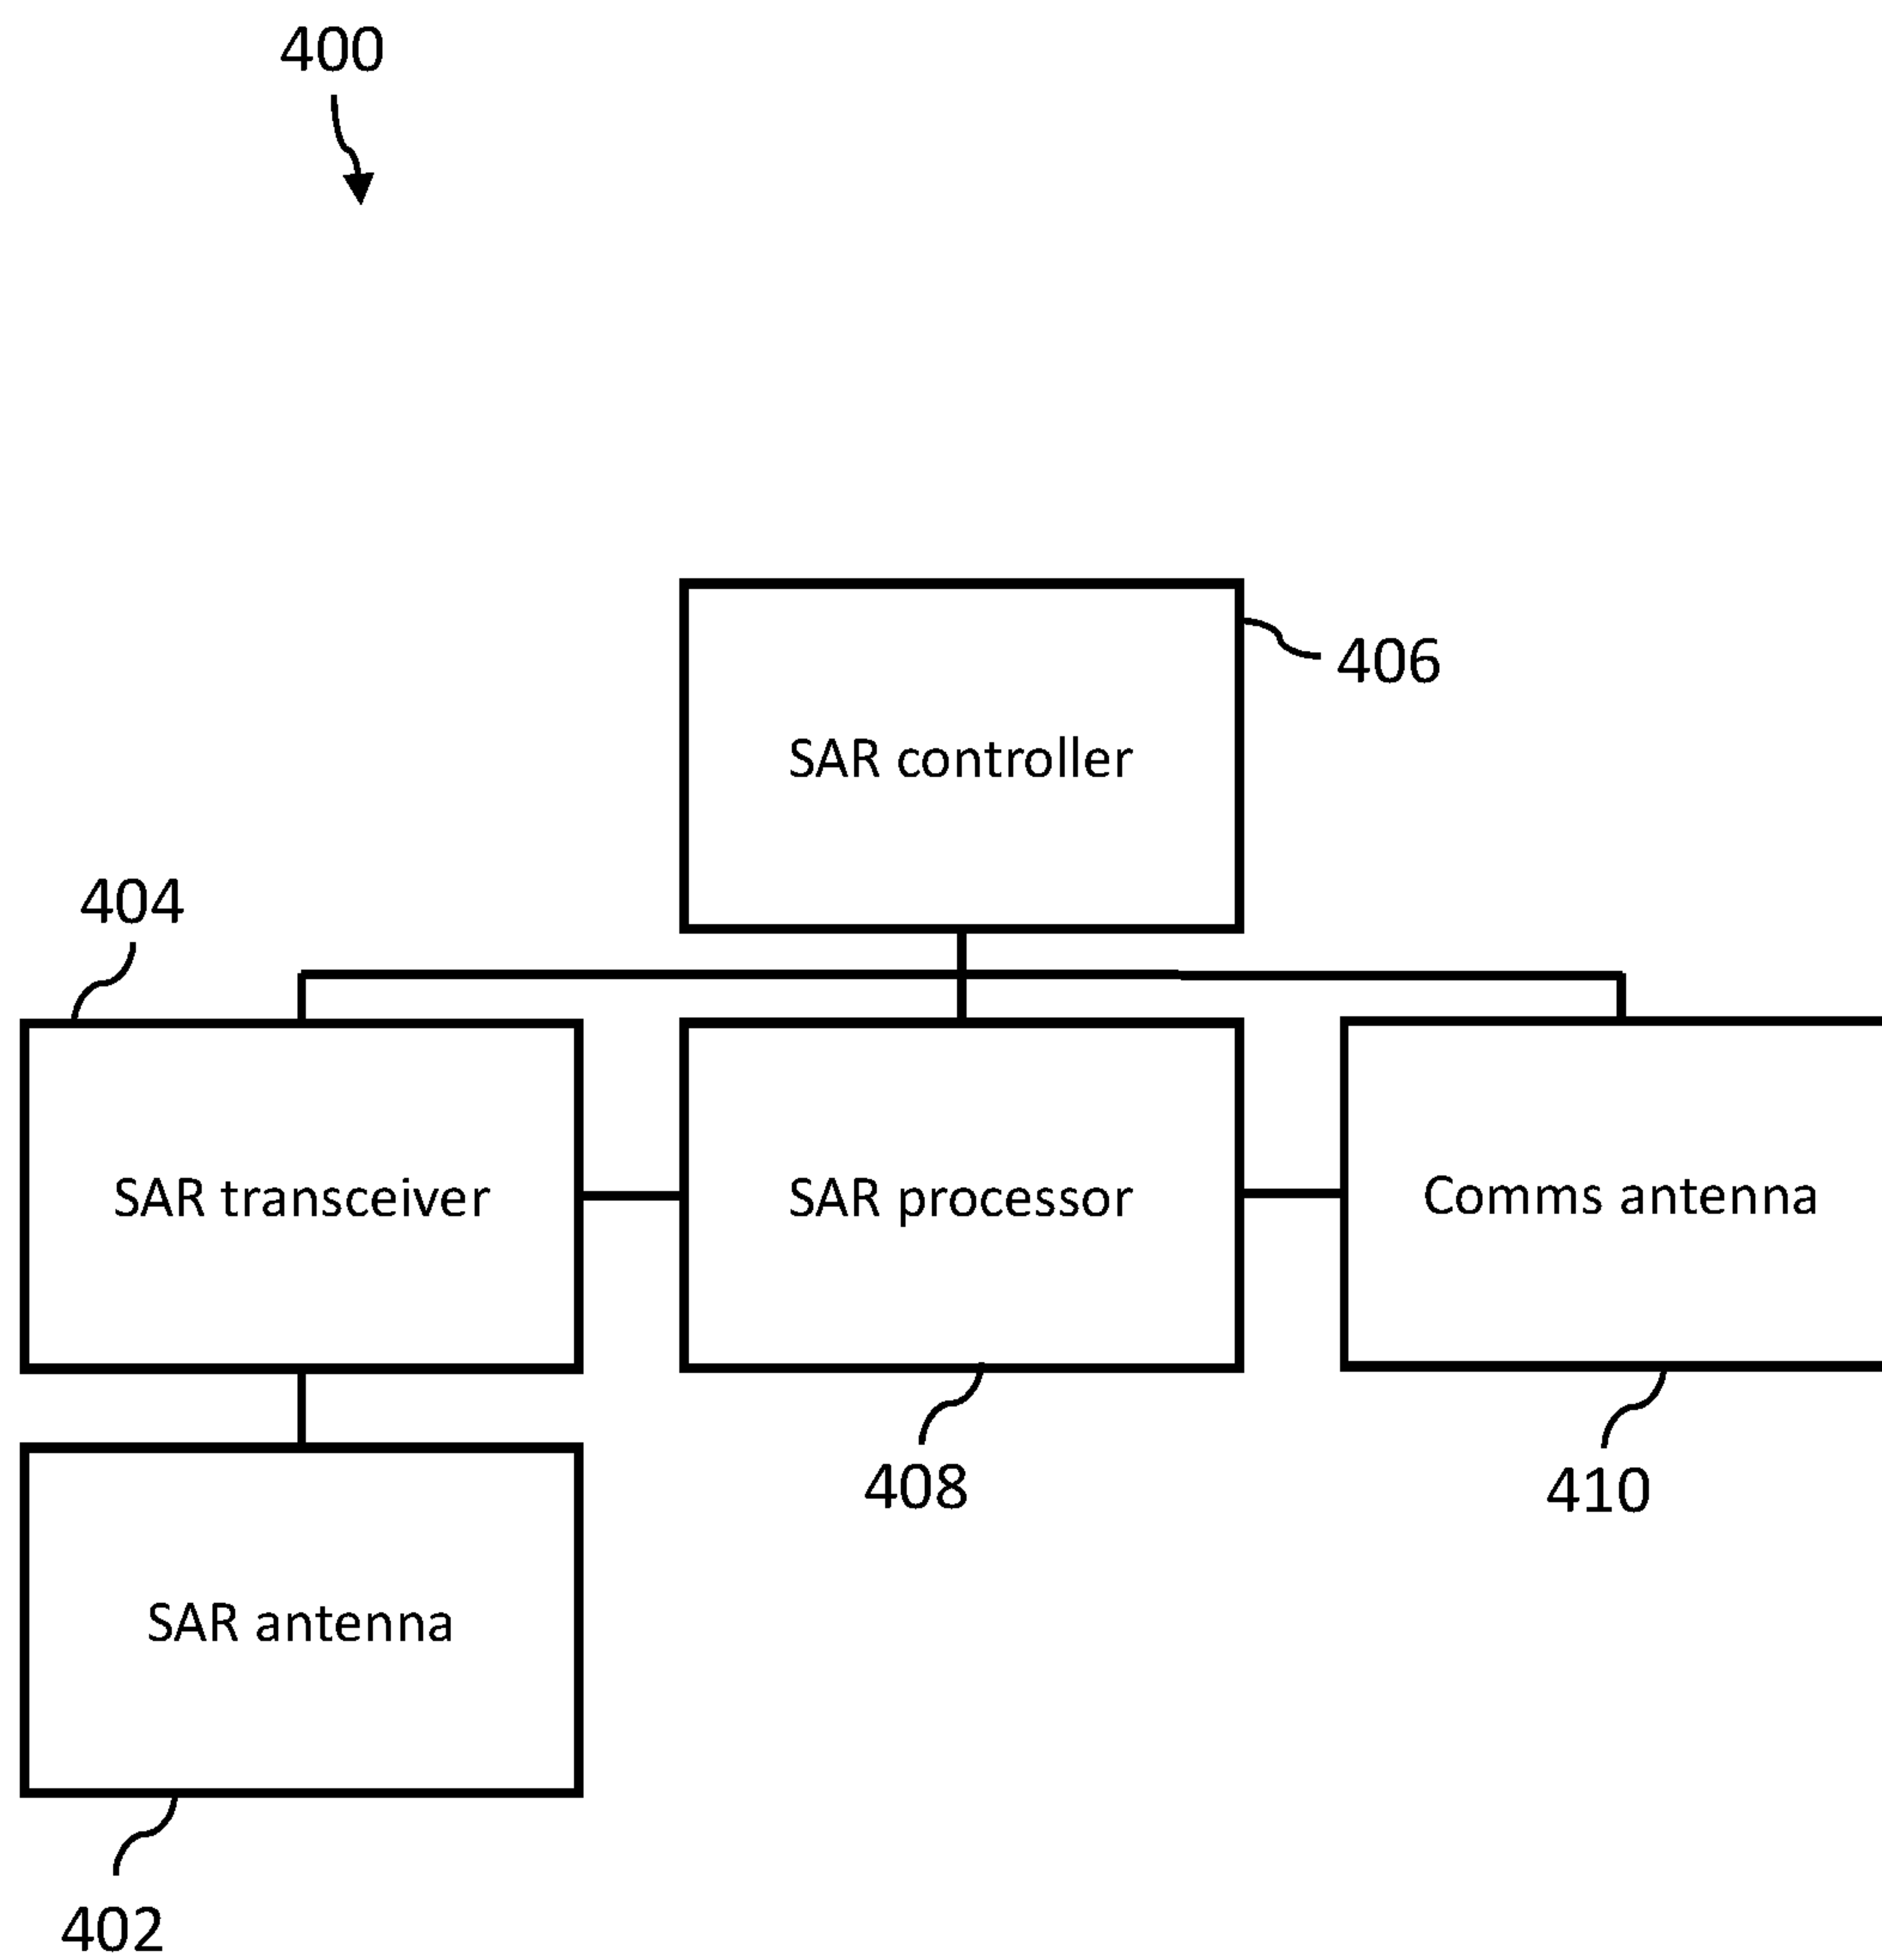 400
SAR controller
406
404
SAR transceiver
SAR processor
Comms antenna
408
410
SAR antenna
402